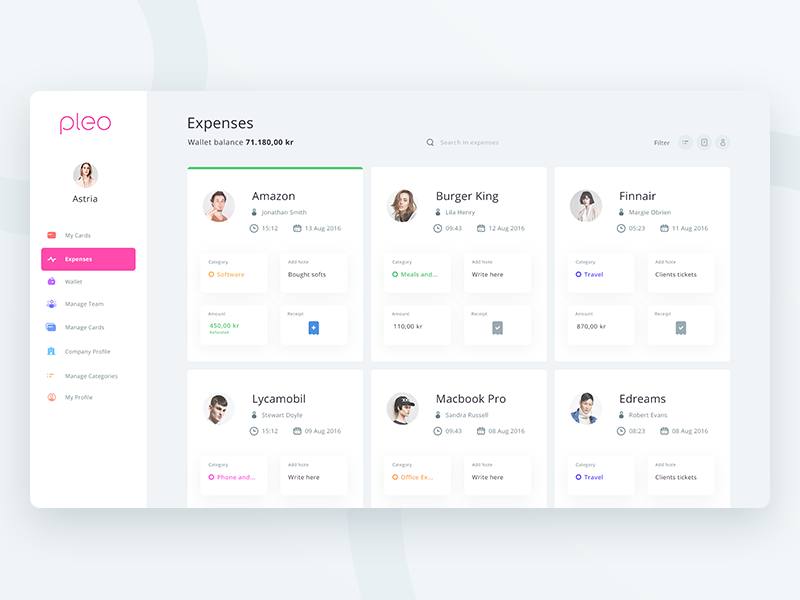 pleo
Astria
My Cards
Expenses
Wallet
Manage Team
Manage Cards
Company Profile
Manage Categories
My Profile
Expenses
Wallet balance 71.180,00 kr
Search in expenses
Filter
Amazon
Jonathan Smith
15:12 13 Aug 2016
Category Add Note
Software Bought softs
Amount Receipt
450,00 kr
Refunded
Burger King
Lila Henry
09:43 12 Aug 2016
Category Add Note
Meals and... Write here
Amount Receipt
110,00 kr
Finnair
Margie Obrien
05:23 11 Aug 2016
Category Add Note
Travel Clients tickets
Amount Receipt
870,00 kr
Lycamobil
Stewart Doyle
15:12 09 Aug 2016
Category Add Note
Phone and... Write here
Macbook Pro
Sandra Russell
09:43 08 Aug 2016
Category Add Note
Office Ex... Write here
Edreams
Robert Evans
08:23 08 Aug 2016
Category Add Note
Travel Clients tickets